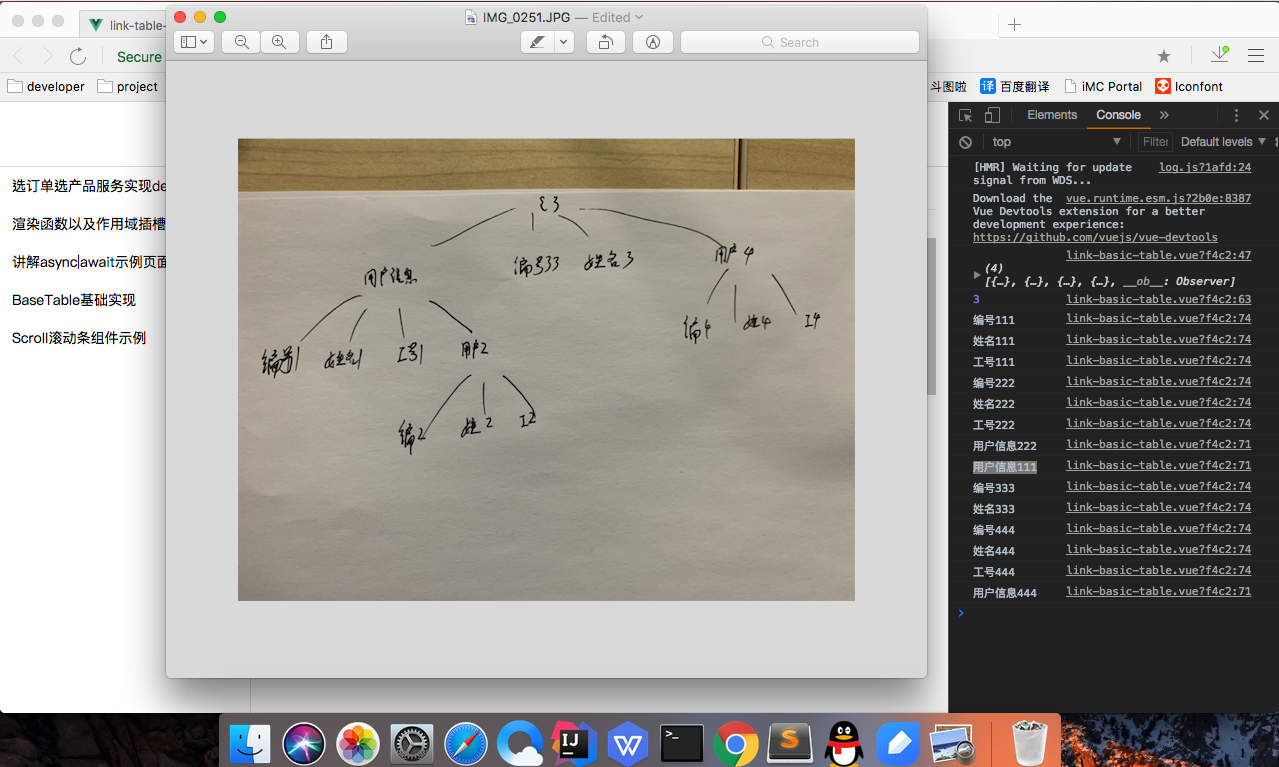 IMG_0251.JPG — Edited
link-table-
Search
Secure
developer
project
斗图啦
译 百度翻译
iMC Portal
Iconfont
选订单选产品服务实现de
渲染函数以及作用域插槽
讲解async|await示例页面
BaseTable基础实现
Scroll滚动条组件示例
用户4
编号33 姓名3
用户信息
编4 姓4 工4
编号1 姓名1 工号1 用户2
编2 姓2 工2
Elements Console »
top Filter Default levels
[HMR] Waiting for update log.js?1afd:24
signal from WDS...
Download the vue.runtime.esm.js?2b0e:8387
Vue Devtools extension for a better
development experience:
https://github.com/vuejs/vue-devtools
link-basic-table.vue?f4c2:47
(4)
[{…}, {…}, {…}, {…}, __ob__: Observer]
3 link-basic-table.vue?f4c2:63
编号111 link-basic-table.vue?f4c2:74
姓名111 link-basic-table.vue?f4c2:74
工号111 link-basic-table.vue?f4c2:74
编号222 link-basic-table.vue?f4c2:74
姓名222 link-basic-table.vue?f4c2:74
工号222 link-basic-table.vue?f4c2:74
用户信息222 link-basic-table.vue?f4c2:71
用户信息111 link-basic-table.vue?f4c2:71
编号333 link-basic-table.vue?f4c2:74
姓名333 link-basic-table.vue?f4c2:74
编号444 link-basic-table.vue?f4c2:74
姓名444 link-basic-table.vue?f4c2:74
工号444 link-basic-table.vue?f4c2:74
用户信息444 link-basic-table.vue?f4c2:71
IJ
W
>_
S